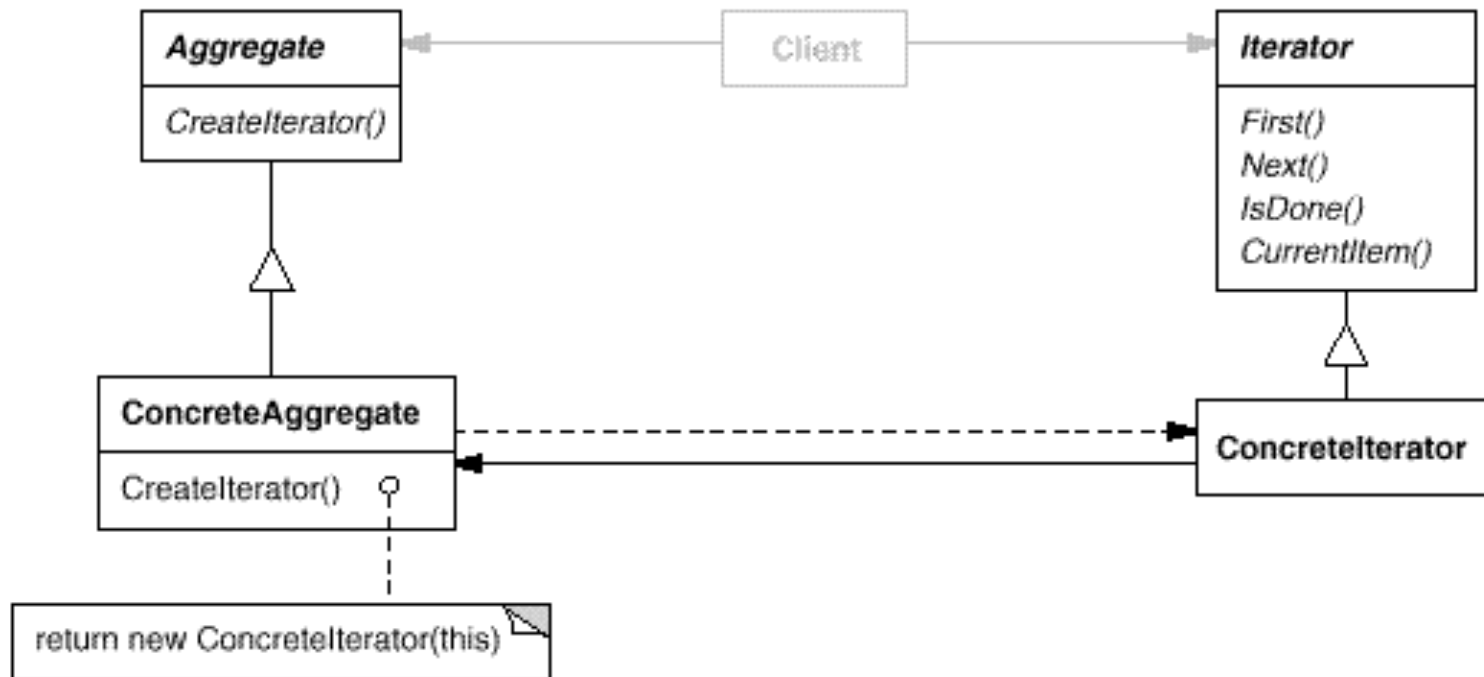 Aggregate
CreateIterator()
Client
Iterator
First()
Next()
IsDone()
CurrentItem()
ConcreteAggregate
CreateIterator()
ConcreteIterator
return new ConcreteIterator(this)